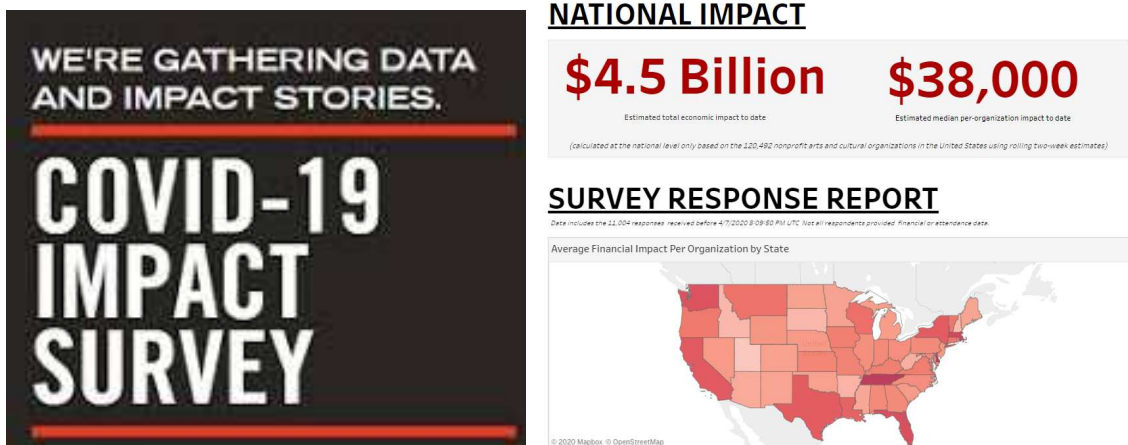 WE'RE GATHERING DATA
AND IMPACT STORIES.
COVID-19
IMPACT
SURVEY
NATIONAL IMPACT
$4.5 Billion
Estimated total economic impact to date
$38,000
Estimated median per-organization impact to date
(calculated at the national level only based on the 120,492 nonprofit arts and cultural organizations in the United States using rolling two-week estimates)
SURVEY RESPONSE REPORT
Data includes the 11,004 responses received before 4/7/2020 8:09:50 PM UTC Not all respondents provided financial or attendance data.
Average Financial Impact Per Organization by State
© 2020 Mapbox © OpenStreetMap